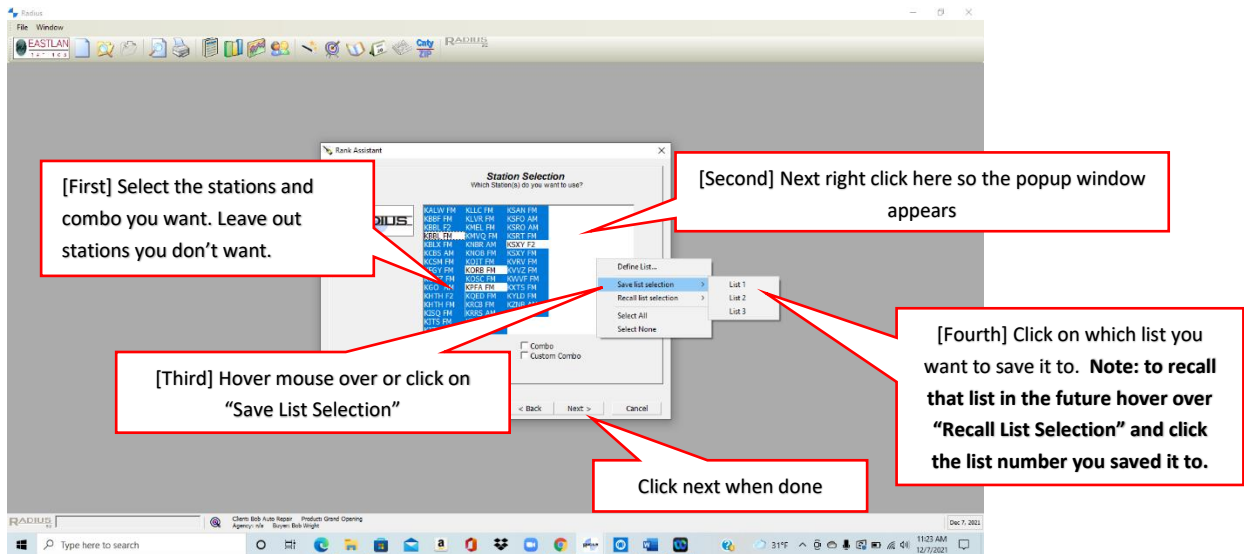 Radius
File Window
EASTLAN
RATINGS
Cnty
ZIP
RADIUS
Rank Assistant
Station Selection
Which Station(s) do you want to use?
KALW FM KLLC FM KSAN FM
KBBF FM KLVR FM KSFO AM
KBBL F2 KMEL FM KSRO AM
KBBL FM KMVQ FM KSRT FM
KBLX FM KNBR AM KSXY F2
KCBS AM KNOB FM KSXY FM
KCSM FM KOIT FM KVRV FM
KORB FM KVVZ FM
KOSC FM KWVF FM
KPFA FM KXTS FM
KHTH F2 KQED FM KYLD FM
KHTH FM KRCB FM
KISQ FM KRRS AM
KITS FM
Combo
Custom Combo
< Back Next > Cancel
Define List...
Save list selection >
Recall list selection >
Select All
Select None
List 1
List 2
List 3
[First] Select the stations and
combo you want. Leave out
stations you don’t want.
[Second] Next right click here so the popup window
appears
[Third] Hover mouse over or click on
“Save List Selection”
[Fourth] Click on which list you
want to save it to. Note: to recall
that list in the future hover over
“Recall List Selection” and click
the list number you saved it to.
Click next when done
RADIUS
Client: Bob Auto Repair Product: Grand Opening
Agency: n/a Buyer: Bob Wright
Dec 7, 2021
Type here to search
31°F
11:23 AM
12/7/2021